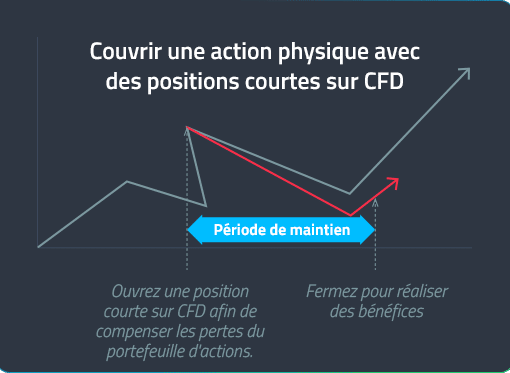 Couvrir une action physique avec
des positions courtes sur CFD
Période de maintien
Ouvrez une position
courte sur CFD afin de
compenser les pertes du
portefeuille d'actions.
Fermez pour réaliser
des bénéfices